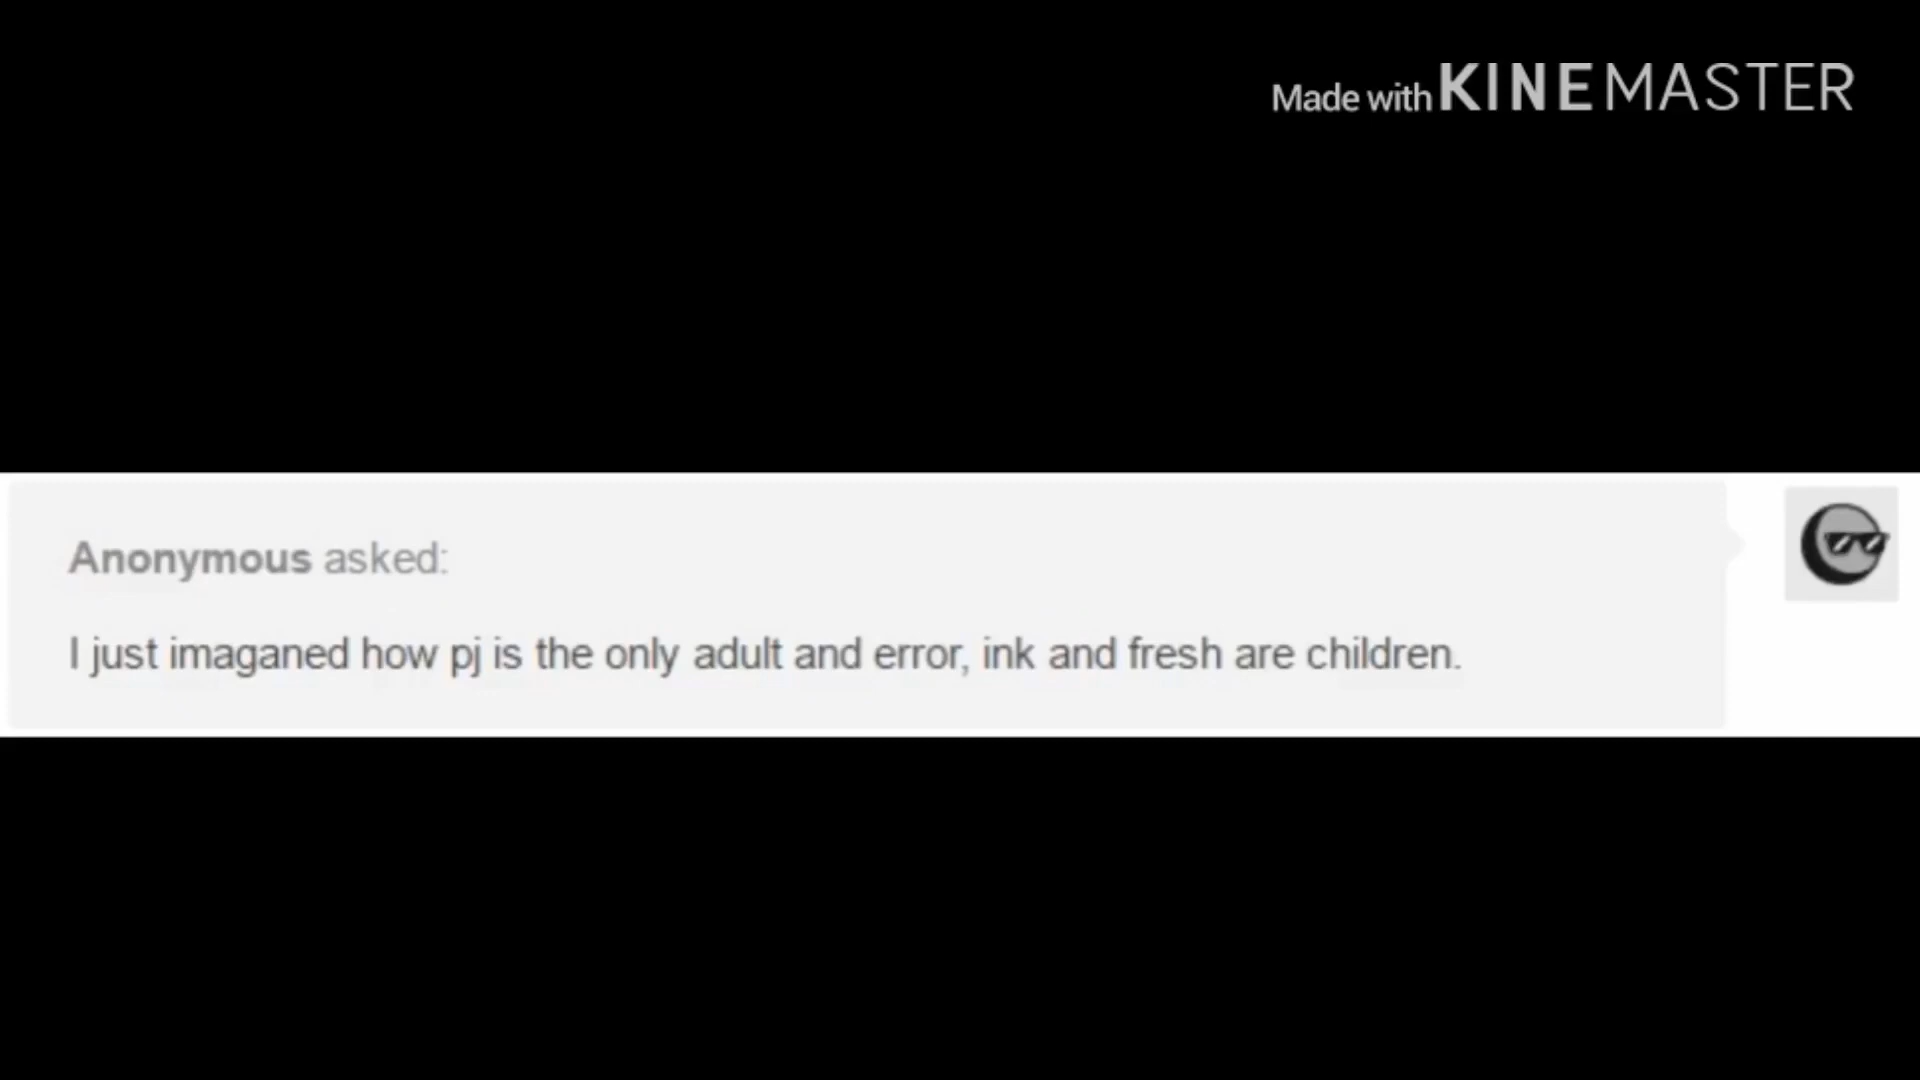 Made with KINEMASTER
Anonymous asked:
I just imaganed how pj is the only adult and error, ink and fresh are children.